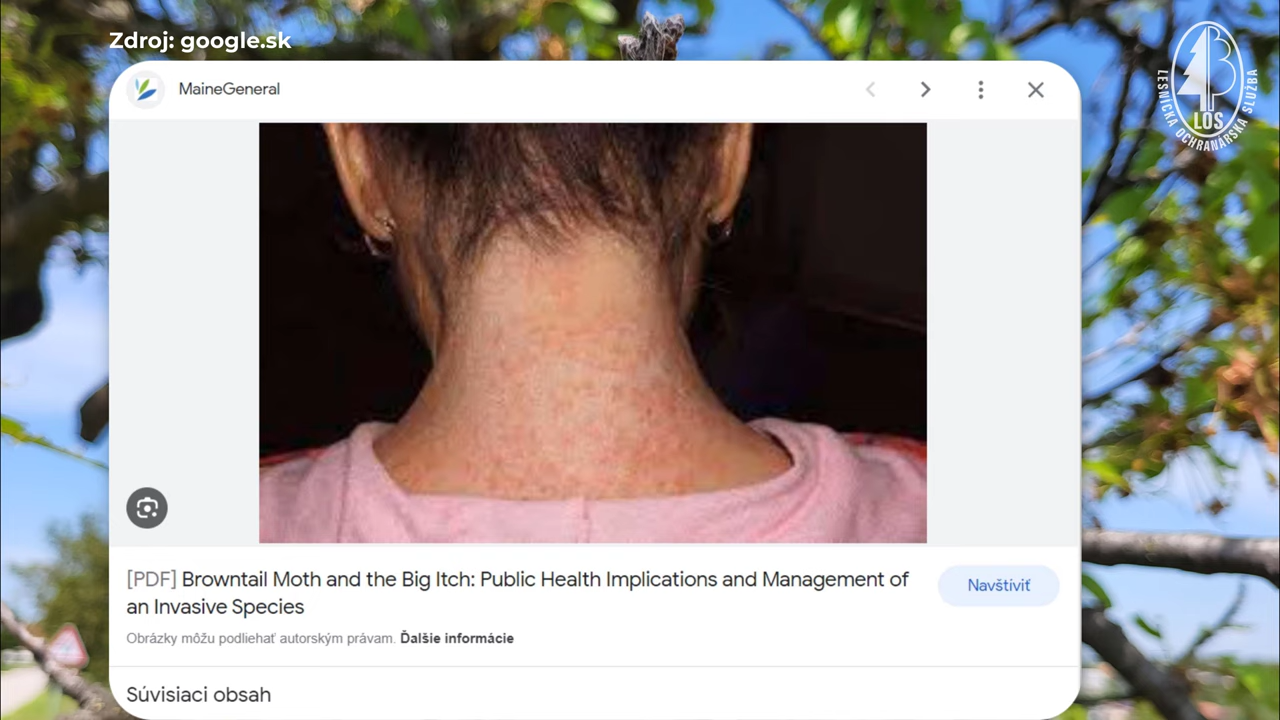 Zdroj: google.sk
MaineGeneral
LESNÍCKA OCHRANÁRSKA SLUŽBA
LOS
[PDF] Browntail Moth and the Big Itch: Public Health Implications and Management of
an Invasive Species
Navštíviť
Obrázky môžu podliehať autorským právam. Ďalšie informácie
Súvisiaci obsah